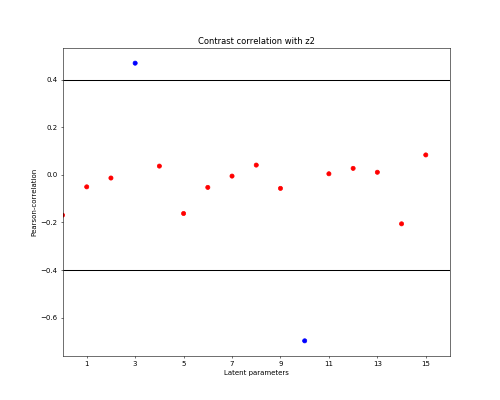 Contrast correlation with z2
Pearson-correlation
0.4
0.2
0.0
−0.2
−0.4
−0.6
1 3 5 7 9 11 13 15
Latent parameters